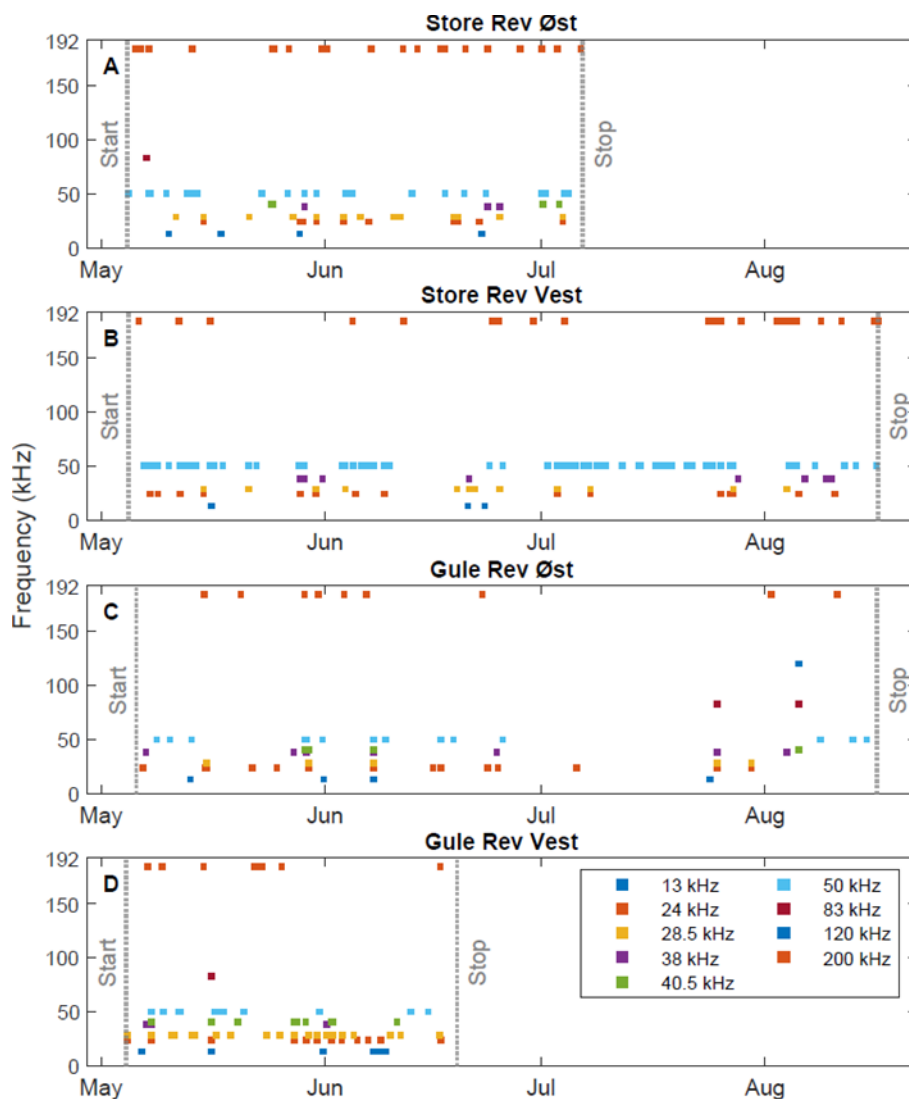 Store Rev Øst
192
A
150
100
50
0
Start
Stop
May Jun Jul Aug
Store Rev Vest
192
B
150
100
50
0
Start
Stop
May Jun Jul Aug
Frequency (kHz)
Gule Rev Øst
192
C
150
100
50
0
Start
Stop
May Jun Jul Aug
Gule Rev Vest
192
D
150
100
50
0
Start
Stop
13 kHz 50 kHz
24 kHz 83 kHz
28.5 kHz 120 kHz
38 kHz 200 kHz
40.5 kHz
May Jun Jul Aug